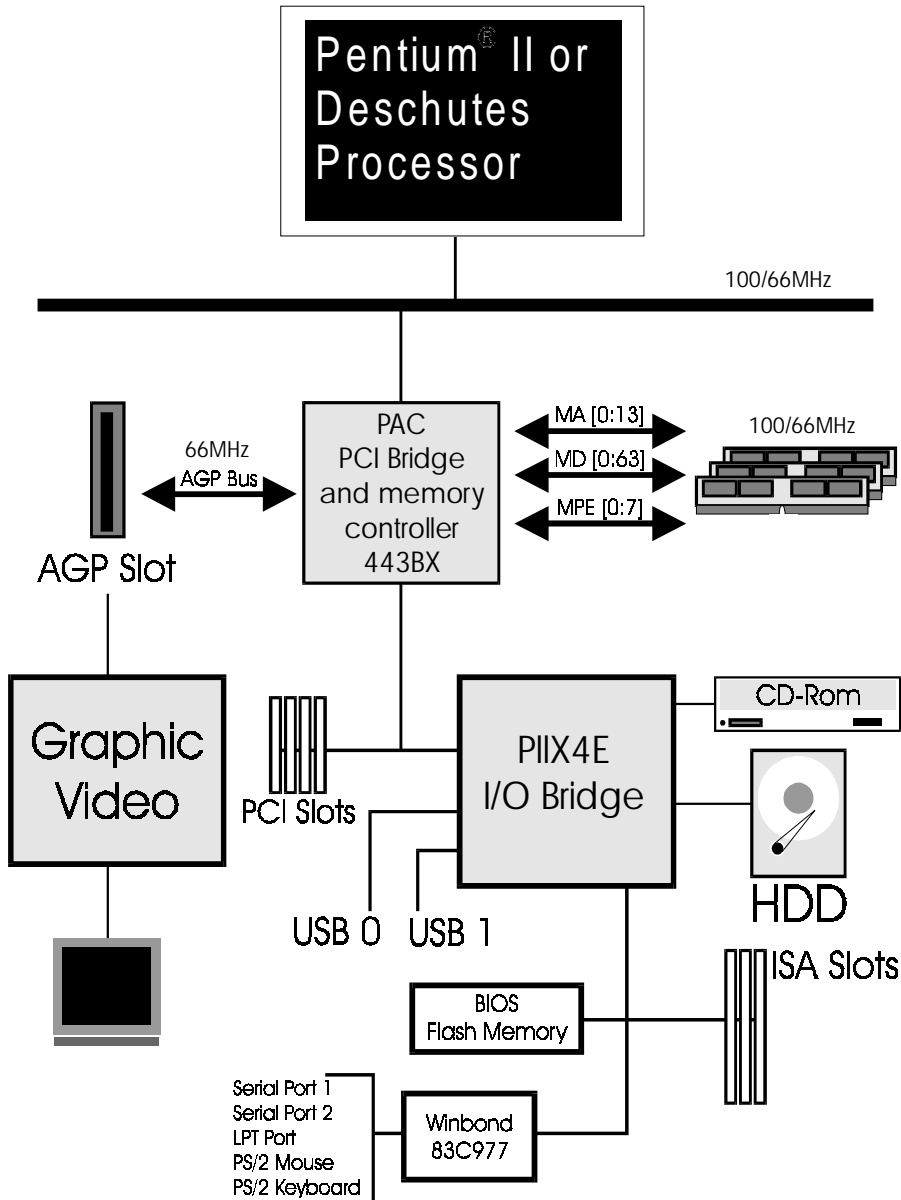 Pentium® II or
Deschutes
Processor
100/66MHz
PAC
PCI Bridge
and memory
controller
443BX
66MHz
AGP Bus
MA [0:13]
MD [0:63]
MPE [0:7]
100/66MHz
AGP Slot
Graphic
Video
PCI Slots
PIIX4E
I/O Bridge
CD-Rom
HDD
USB 0
USB 1
ISA Slots
BIOS
Flash Memory
Serial Port 1
Serial Port 2
LPT Port
PS/2 Mouse
PS/2 Keyboard
Winbond
83C977